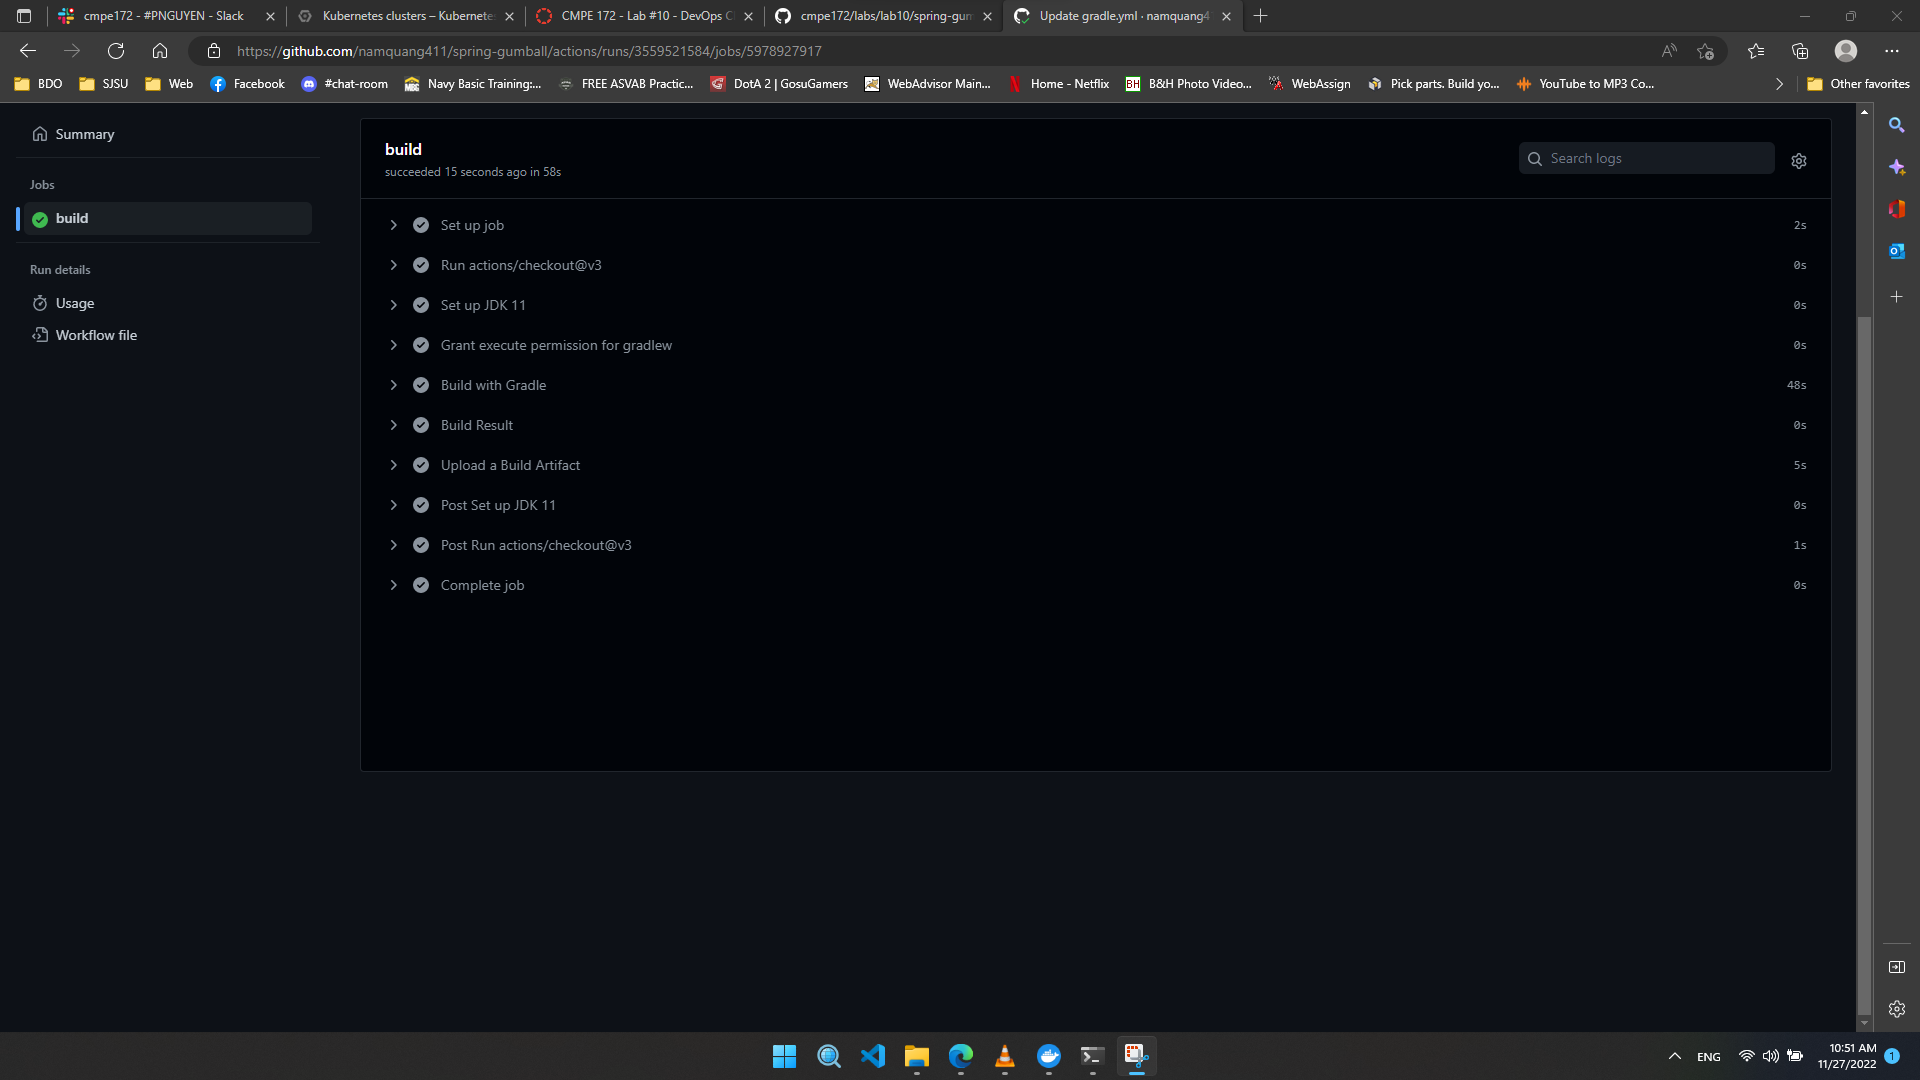 cmpe172 - #PNGUYEN - Slack
Kubernetes clusters – Kubernete
CMPE 172 - Lab #10 - DevOps C
cmpe172/labs/lab10/spring-gum
Update gradle.yml · namquang4
https://github.com/namquang411/spring-gumball/actions/runs/3559521584/jobs/5978927917
BDO
SJSU
Web
Facebook
#chat-room
Navy Basic Training:...
FREE ASVAB Practic...
DotA 2 | GosuGamers
WebAdvisor Main...
Home - Netflix
BH
B&H Photo Video...
WebAssign
Pick parts. Build yo...
YouTube to MP3 Co...
Other favorites
Summary
Jobs
build
Run details
Usage
Workflow file
build
succeeded 15 seconds ago in 58s
Search logs
Set up job 2s
Run actions/checkout@v3 0s
Set up JDK 11 0s
Grant execute permission for gradlew 0s
Build with Gradle 48s
Build Result 0s
Upload a Build Artifact 5s
Post Set up JDK 11 0s
Post Run actions/checkout@v3 1s
Complete job 0s
ENG
10:51 AM
11/27/2022
1